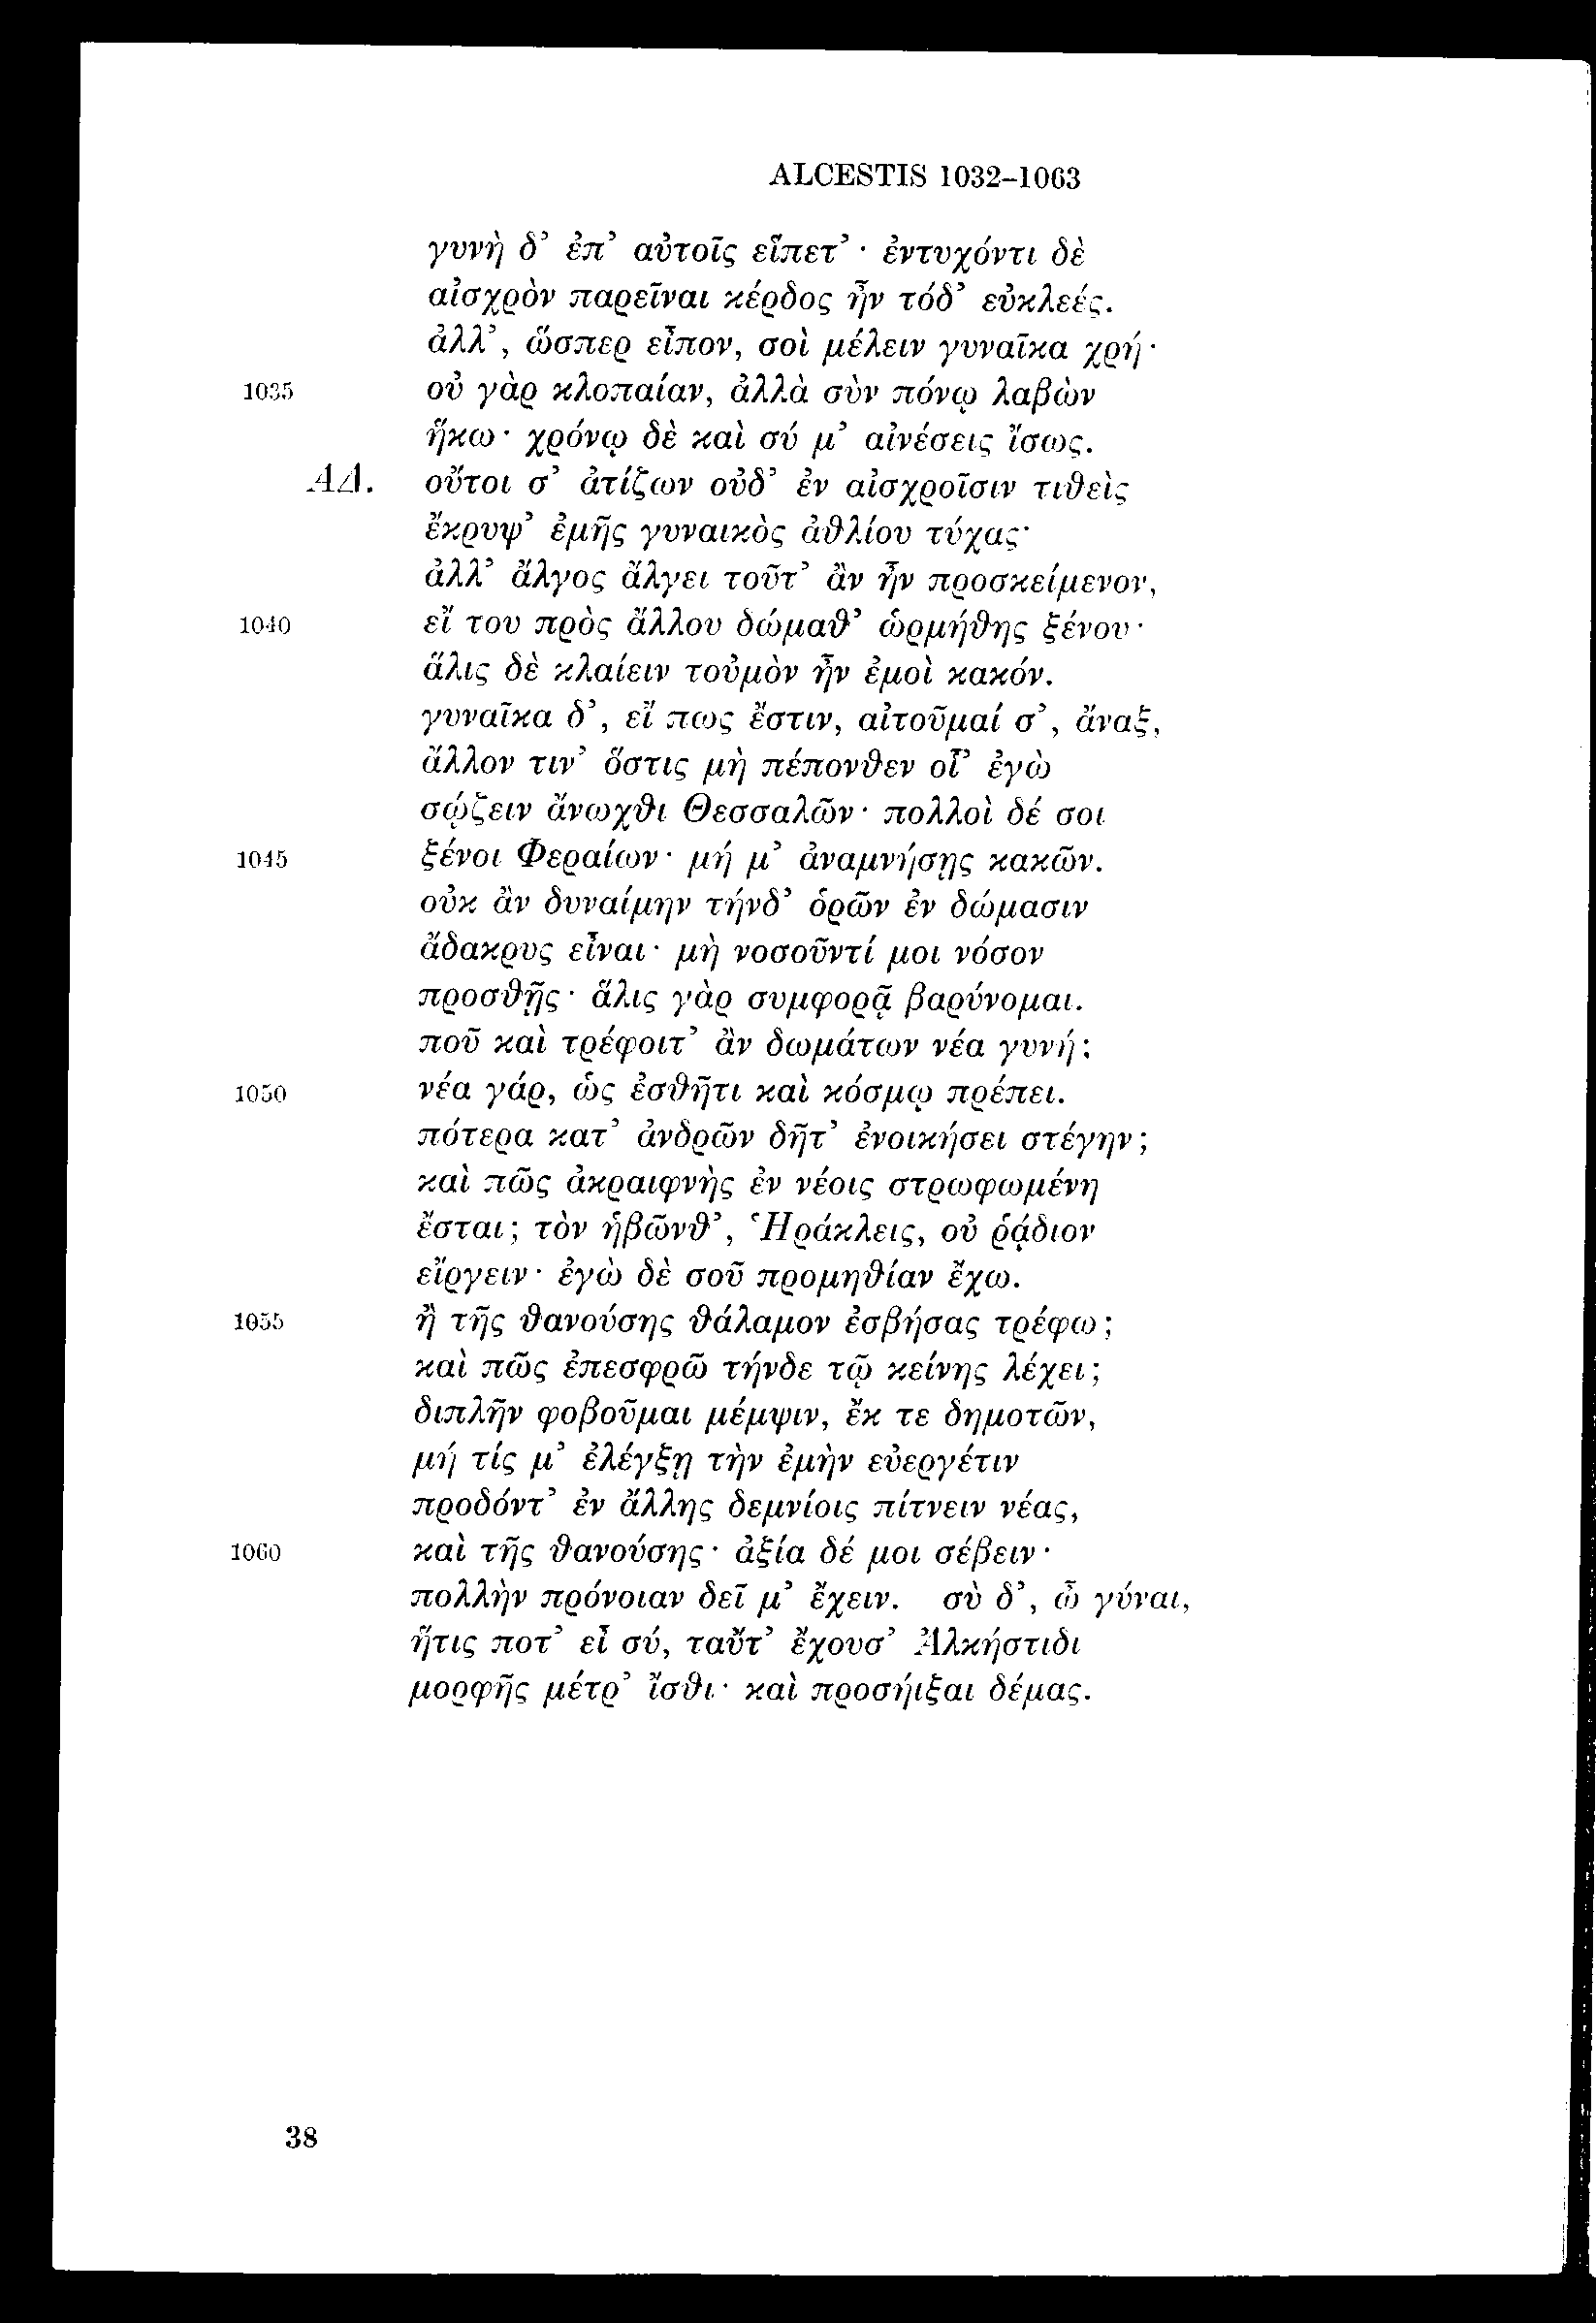 ALCESTIS 1032–1063
γυνὴ δ’ ἐπ’ αὐτοῖς εἵπετ’· ἐντυχόντι δὲ
αἰσχρὸν παρεῖναι κέρδος ἦν τόδ’ εὐκλεές.
ἀλλ’, ὥσπερ εἶπον, σοὶ μέλειν γυναῖκα χρή·
1035 οὐ γὰρ κλοπαίαν, ἀλλὰ σὺν πόνῳ λαβὼν
ἥκω· χρόνῳ δὲ καὶ σύ μ’ αἰνέσεις ἴσως.
ΑΔ. οὔτοι σ’ ἀτίζων οὐδ’ ἐν αἰσχροῖσιν τιθεὶς
ἔκρυψ’ ἐμῆς γυναικὸς ἀθλίου τύχας·
ἀλλ’ ἄλγος ἄλγει τοῦτ’ ἂν ἦν προσκείμενον,
1040 εἴ του πρὸς ἄλλου δώμαθ’ ὡρμήθης ξένου·
ἅλις δὲ κλαίειν τοὐμὸν ἦν ἐμοὶ κακόν.
γυναῖκα δ’, εἴ πως ἔστιν, αἰτοῦμαί σ’, ἄναξ,
ἄλλον τιν’ ὅστις μὴ πέπονθεν οἷ’ ἐγὼ
σῴζειν ἄνωχθι Θεσσαλῶν· πολλοὶ δέ σοι
1045 ξένοι Φεραίων· μή μ’ ἀναμνήσῃς κακῶν.
οὐκ ἂν δυναίμην τήνδ’ ὁρῶν ἐν δώμασιν
ἄδακρυς εἶναι· μὴ νοσοῦντί μοι νόσον
προσθῇς· ἅλις γὰρ συμφορᾷ βαρύνομαι.
ποῦ καὶ τρέφοιτ’ ἂν δωμάτων νέα γυνή;
1050 νέα γάρ, ὡς ἐσθῆτι καὶ κόσμῳ πρέπει.
πότερα κατ’ ἀνδρῶν δῆτ’ ἐνοικήσει στέγην;
καὶ πῶς ἀκραιφνὴς ἐν νέοις στρωφωμένη
ἔσται; τὸν ἡβῶνθ’, Ἡράκλεις, οὐ ῥᾴδιον
εἴργειν· ἐγὼ δὲ σοῦ προμηθίαν ἔχω.
1055 ἢ τῆς θανούσης θάλαμον ἐσβήσας τρέφω;
καὶ πῶς ἐπεσφρῶ τήνδε τῷ κείνης λέχει;
διπλῆν φοβοῦμαι μέμψιν, ἔκ τε δημοτῶν,
μή τίς μ’ ἐλέγξῃ τὴν ἐμὴν εὐεργέτιν
προδόντ’ ἐν ἄλλης δεμνίοις πίτνειν νέας,
1060 καὶ τῆς θανούσης· ἀξία δέ μοι σέβειν·
πολλὴν πρόνοιαν δεῖ μ’ ἔχειν. σὺ δ’, ὦ γύναι,
ἥτις ποτ’ εἶ σύ, ταὔτ’ ἔχουσ’ Ἀλκήστιδι
μορφῆς μέτρ’ ἴσθι· καὶ προσήιξαι δέμας.
38